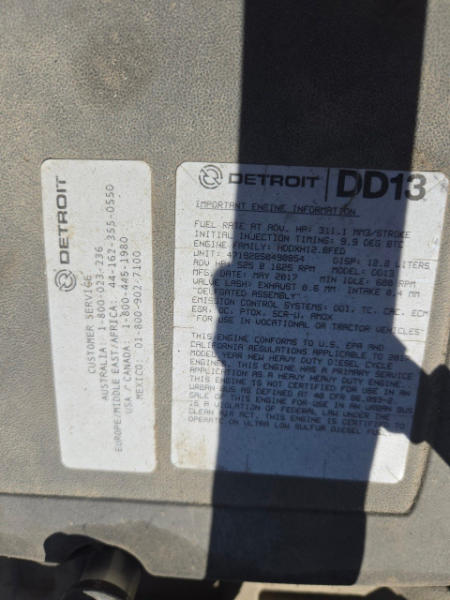 DETROIT
CUSTOMER SERVICE
AUSTRALIA: 1-800-013-236
EUROPE/MIDDLE EAST/AFRICA: +44-162-355-0550
USA / CANADA: 1-800-445-1980
MEXICO: 01-800-902-7100
DETROIT DD13
IMPORTANT ENGINE INFORMATION
FUEL RATE AT ADV. HP: 311.1 MM3/STROKE
INITIAL INJECTION TIMING: 9.9 DEG BTC
ENGINE FAMILY: HDDXH12.8FED
UNIT: DISP: 12.8 LITERS
ADV HP: 525 @ 1625 RPM MODEL: DD13
MFG. DATE: MAY 2017 MIN IDLE: 600 RPM
VALVE LASH: EXHAUST 0.6 MM INTAKE 0.4 MM
"DELEGATED ASSEMBLY"
EMISSION CONTROL SYSTEMS: DDI, TC, CAC, ECM
EGR, OC, PTOX, SCR-U, AMOX
"FOR USE IN VOCATIONAL OR TRACTOR VEHICLES"
THIS ENGINE CONFORMS TO U.S. EPA AND
CALIFORNIA REGULATIONS APPLICABLE TO
MODEL YEAR NEW HEAVY DUTY DIESEL CYCLE
ENGINES. THIS ENGINE HAS A PRIMARY SERVICE
APPLICATION AS A HEAVY HEAVY DUTY ENGINE.
THIS ENGINE IS NOT CERTIFIED FOR USE IN AN
URBAN BUS AS DEFINED AT 40 CFR 86.093-2.
SALE OF THIS ENGINE FOR USE IN AN URBAN BUS
IS A VIOLATION OF FEDERAL LAW UNDER THE
CLEAN AIR ACT. THIS ENGINE IS CERTIFIED TO
OPERATE ON ULTRA LOW SULFUR DIESEL FUEL.